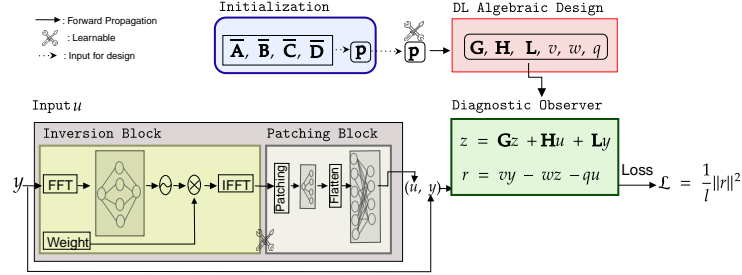 : Forward Propagation
: Learnable
: Input for design
Initialization
A̅, B̅, C̅, D̅
p
p
DL Algebraic Design
G, H, L, v, w, q
Input u
Inversion Block
Patching Block
y
FFT
IFFT
Weight
Patching
Flatten
(u, y)
Diagnostic Observer
z = Gz + Hu + Ly
r = vy − wz − qu
Loss
ℒ = 1/l ||r||²